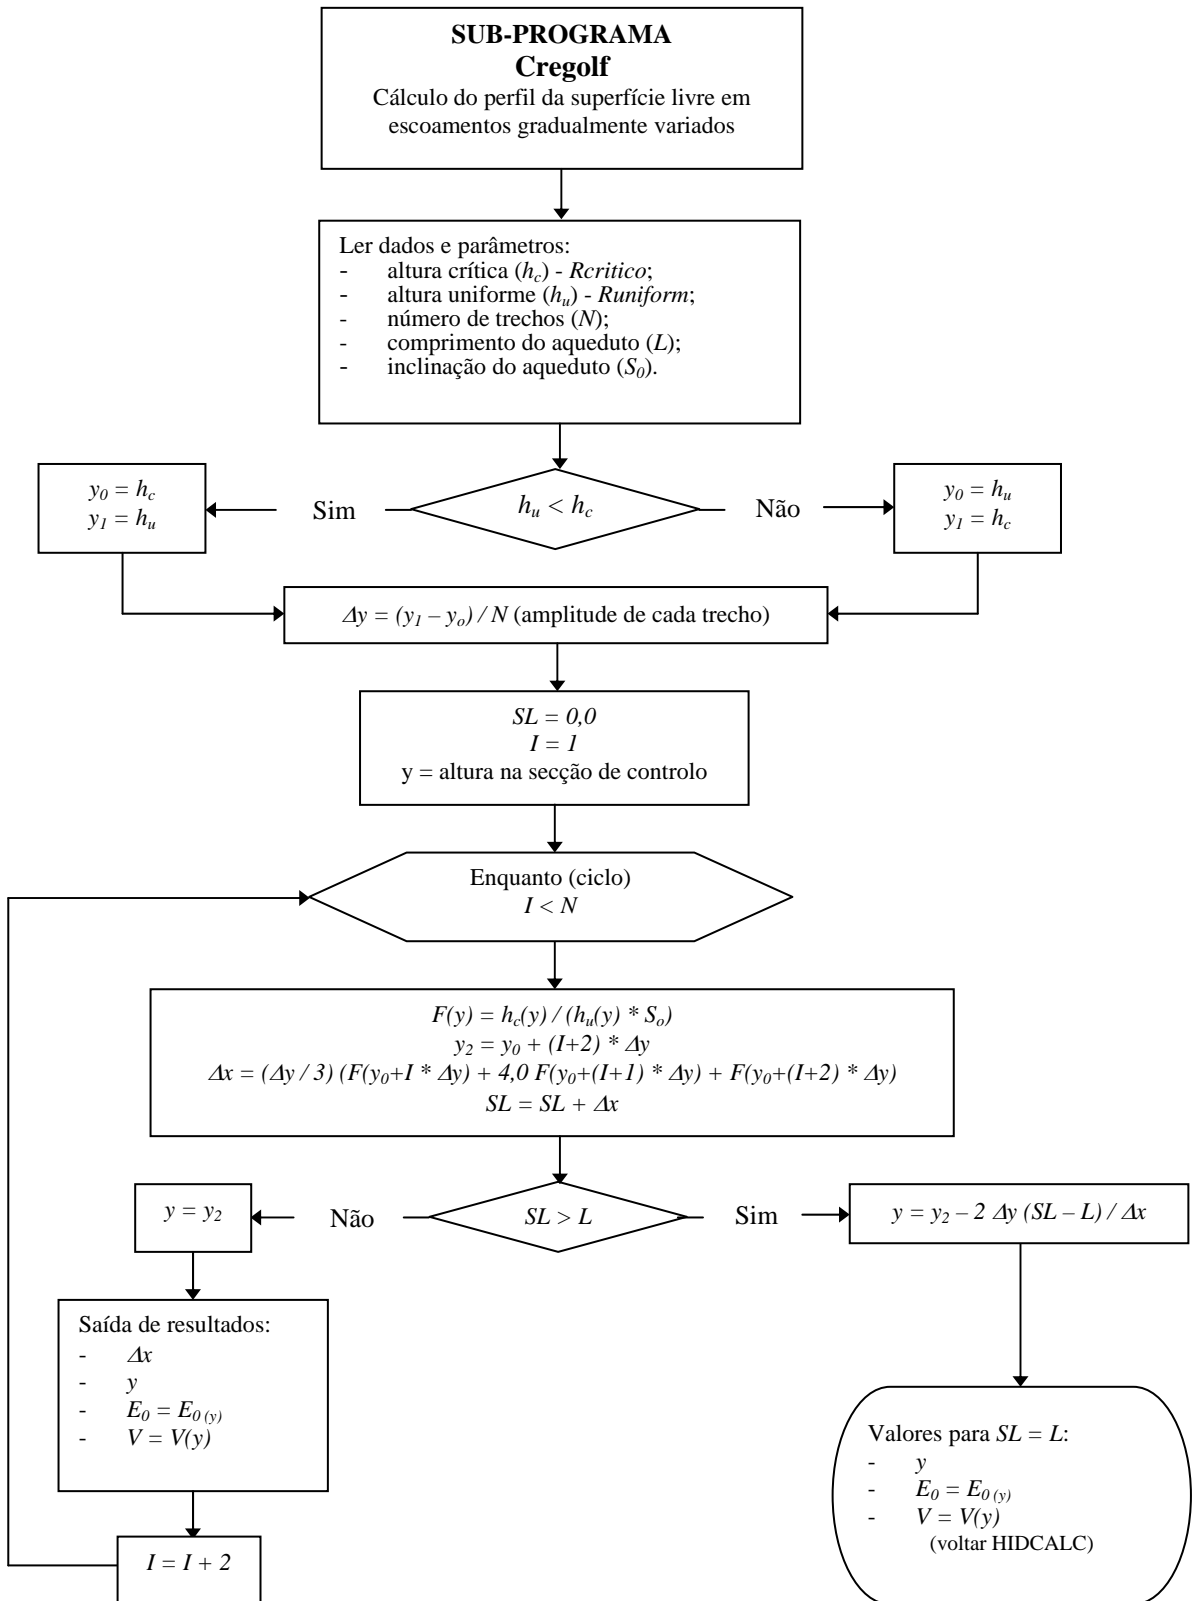 SUB-PROGRAMA
Cregolf
Cálculo do perfil da superfície livre em
escoamentos gradualmente variados
Ler dados e parâmetros:
- altura crítica (hc) - Rcritico;
- altura uniforme (hu) - Runiform;
- número de trechos (N);
- comprimento do aqueduto (L);
- inclinação do aqueduto (S0).
y0 = hc
y1 = hu
Sim
hu < hc
Não
y0 = hu
y1 = hc
Δy = (y1 – yo) / N (amplitude de cada trecho)
SL = 0,0
I = 1
y = altura na secção de controlo
Enquanto (ciclo)
I < N
F(y) = hc(y) / (hu(y) * So)
y2 = y0 + (I+2) * Δy
Δx = (Δy / 3) (F(y0+I * Δy) + 4,0 F(y0+(I+1) * Δy) + F(y0+(I+2) * Δy)
SL = SL + Δx
y = y2
Não
SL > L
Sim
y = y2 – 2 Δy (SL – L) / Δx
Saída de resultados:
- Δx
- y
- E0 = E0 (y)
- V = V(y)
I = I + 2
Valores para SL = L:
- y
- E0 = E0 (y)
- V = V(y)
(voltar HIDCALC)